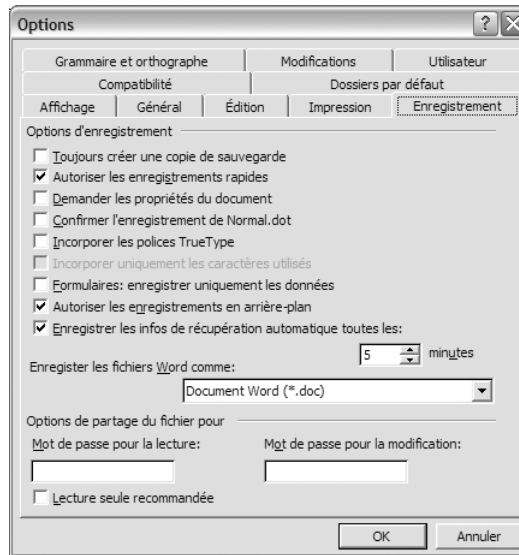 Options
Grammaire et orthographe Modifications Utilisateur
Compatibilité Dossiers par défaut
Affichage Général Édition Impression Enregistrement
Options d'enregistrement
Toujours créer une copie de sauvegarde
Autoriser les enregistrements rapides
Demander les propriétés du document
Confirmer l'enregistrement de Normal.dot
Incorporer les polices TrueType
Incorporer uniquement les caractères utilisés
Formulaires: enregistrer uniquement les données
Autoriser les enregistrements en arrière-plan
Enregistrer les infos de récupération automatique toutes les:
5 minutes
Enregister les fichiers Word comme:
Document Word (*.doc)
Options de partage du fichier pour
Mot de passe pour la lecture: Mot de passe pour la modification:
Lecture seule recommandée
OK Annuler